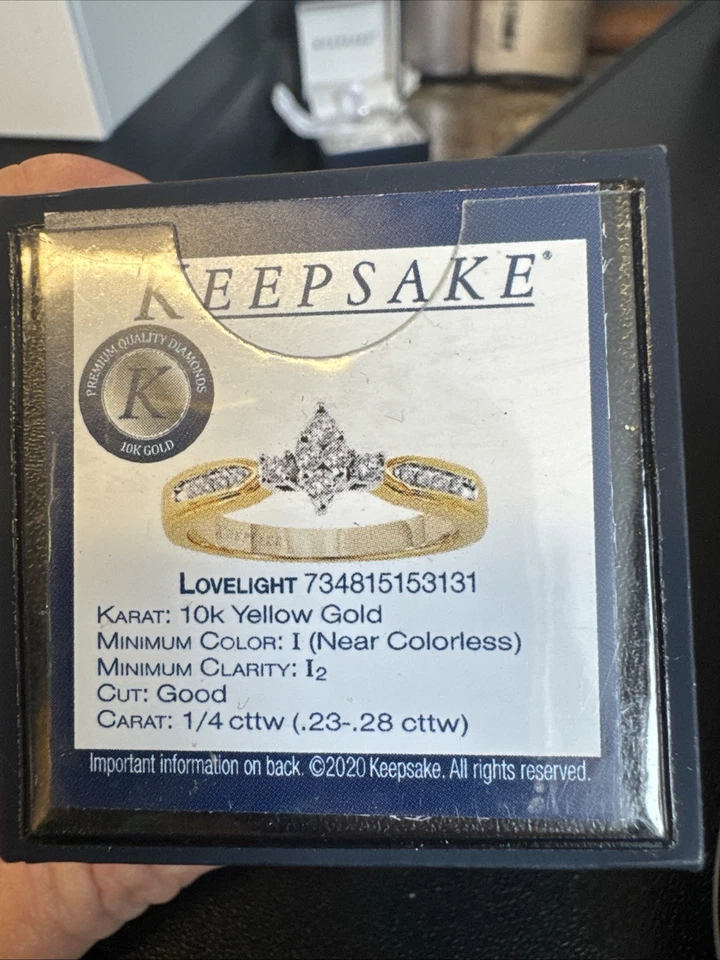 KEEPSAKE®
PREMIUM QUALITY DIAMONDS
K
10K GOLD
LOVELIGHT 734815153131
KARAT: 10k Yellow Gold
MINIMUM COLOR: I (Near Colorless)
MINIMUM CLARITY: I2
CUT: Good
CARAT: 1/4 cttw (.23-.28 cttw)
Important information on back. ©2020 Keepsake. All rights reserved.